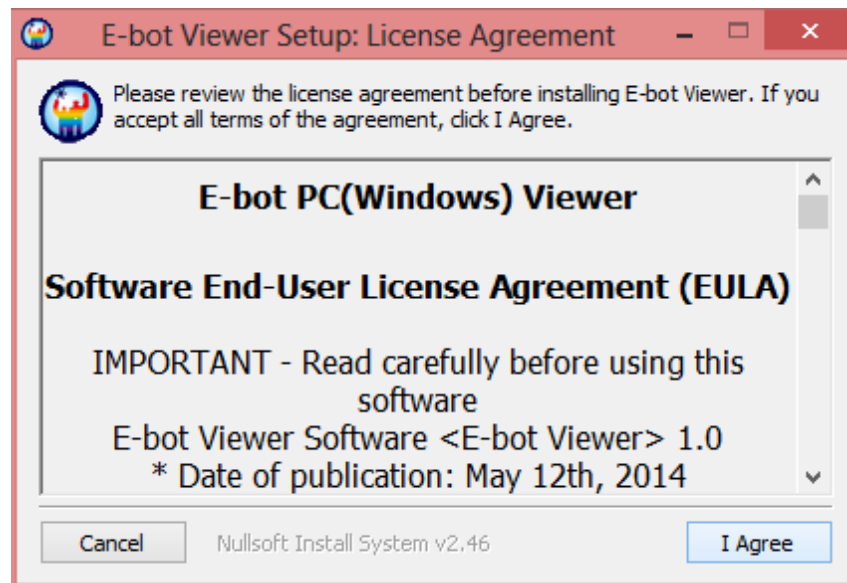 E-bot Viewer Setup: License Agreement
Please review the license agreement before installing E-bot Viewer. If you
accept all terms of the agreement, click I Agree.
E-bot PC(Windows) Viewer
Software End-User License Agreement (EULA)
IMPORTANT - Read carefully before using this
software
E-bot Viewer Software <E-bot Viewer> 1.0
* Date of publication: May 12th, 2014
Cancel
Nullsoft Install System v2.46
I Agree